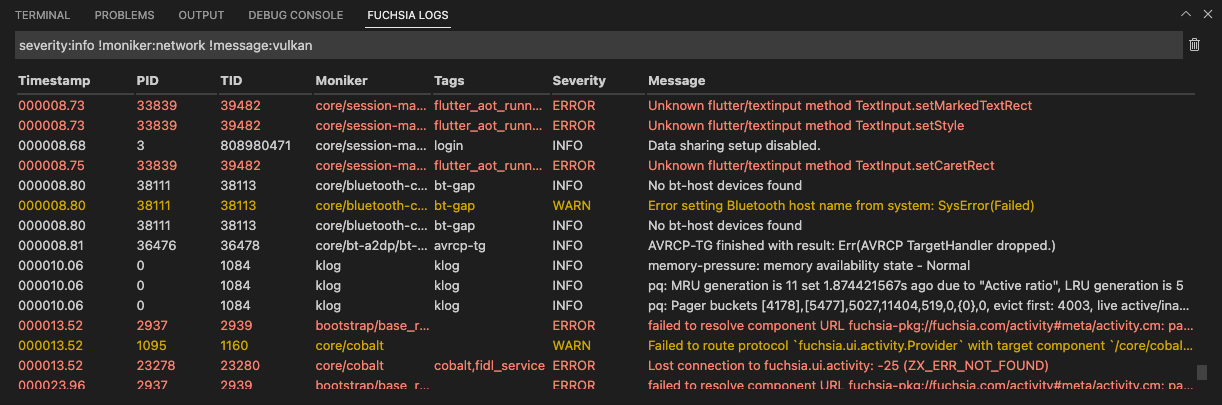 TERMINAL PROBLEMS OUTPUT DEBUG CONSOLE FUCHSIA LOGS
severity:info !moniker:network !message:vulkan
Timestamp PID TID Moniker Tags Severity Message
000008.73 33839 39482 core/session-ma... flutter_aot_runn... ERROR Unknown flutter/textinput method TextInput.setMarkedTextRect
000008.73 33839 39482 core/session-ma... flutter_aot_runn... ERROR Unknown flutter/textinput method TextInput.setStyle
000008.68 3 808980471 core/session-ma... login INFO Data sharing setup disabled.
000008.75 33839 39482 core/session-ma... flutter_aot_runn... ERROR Unknown flutter/textinput method TextInput.setCaretRect
000008.80 38111 38113 core/bluetooth-c... bt-gap INFO No bt-host devices found
000008.80 38111 38113 core/bluetooth-c... bt-gap WARN Error setting Bluetooth host name from system: SysError(Failed)
000008.80 38111 38113 core/bluetooth-c... bt-gap INFO No bt-host devices found
000008.81 36476 36478 core/bt-a2dp/bt-... avrcp-tg INFO AVRCP-TG finished with result: Err(AVRCP TargetHandler dropped.)
000010.06 0 1084 klog klog INFO memory-pressure: memory availability state - Normal
000010.06 0 1084 klog klog INFO pq: MRU generation is 11 set 1.874421567s ago due to "Active ratio", LRU generation is 5
000010.06 0 1084 klog klog INFO pq: Pager buckets [4178],[5477],5027,11404,519,0,{0},0, evict first: 4003, live active/ina...
000013.52 2937 2939 bootstrap/base_r... ERROR failed to resolve component URL fuchsia-pkg://fuchsia.com/activity#meta/activity.cm: pa...
000013.52 1095 1160 core/cobalt WARN Failed to route protocol `fuchsia.ui.activity.Provider` with target component `/core/cobal...
000013.52 23278 23280 core/cobalt cobalt,fidl_service ERROR Lost connection to fuchsia.ui.activity: -25 (ZX_ERR_NOT_FOUND)
000023.96 2937 2939 bootstrap/base_r... ERROR failed to resolve component URL fuchsia-pkg://fuchsia.com/activity#meta/activity.cm: pa...